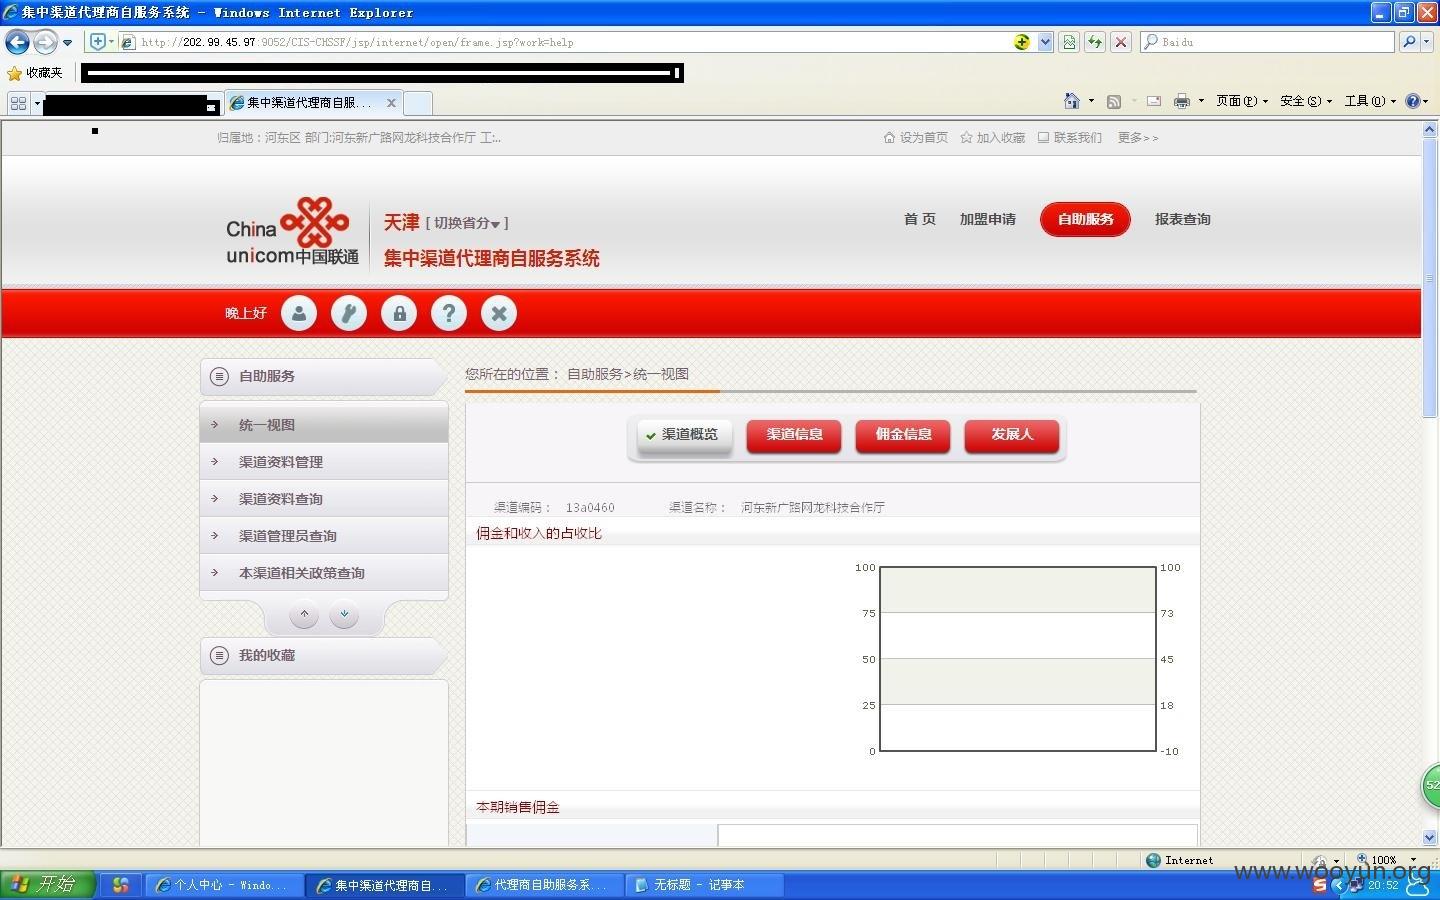 集中渠道代理商自服务系统 - Windows Internet Explorer
http://202.99.45.97:9052/CIS-CHSSF/jsp/internet/open/frame.jsp?work=help
Baidu
收藏夹
集中渠道代理商自服...
页面(P) 安全(S) 工具(O)
归属地：河东区 部门:河东新广路网龙科技合作厅 工:..
设为首页 加入收藏 联系我们 更多>>
China unicom中国联通
天津 [切换省分]
集中渠道代理商自服务系统
首 页 加盟申请 自助服务 报表查询
晚上好
自助服务
统一视图
渠道资料管理
渠道资料查询
渠道管理员查询
本渠道相关政策查询
我的收藏
您所在的位置： 自助服务>统一视图
渠道概览 渠道信息 佣金信息 发展人
渠道编码： 13a0460 渠道名称： 河东新广路网龙科技合作厅
佣金和收入的占收比
100 100
75 73
50 45
25 18
0 -10
本期销售佣金
52
Internet 100%
www.wooyun.org
开始 个人中心 - Windo... 集中渠道代理商自... 代理商自助服务系... 无标题 - 记事本 20:52